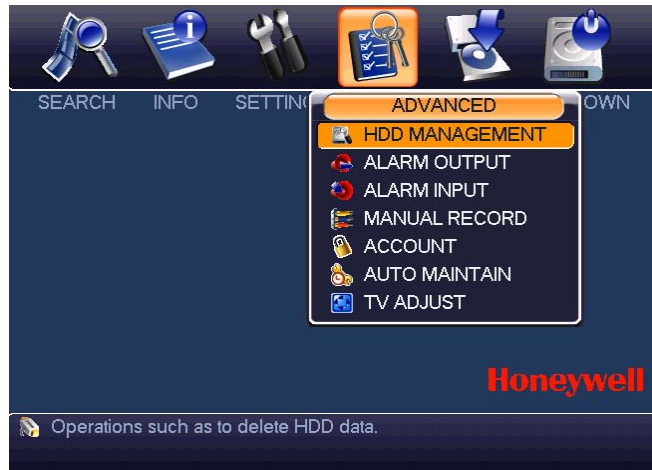 SEARCH INFO SETTIN OWN
ADVANCED
HDD MANAGEMENT
ALARM OUTPUT
ALARM INPUT
MANUAL RECORD
ACCOUNT
AUTO MAINTAIN
TV ADJUST
Honeywell
Operations such as to delete HDD data.